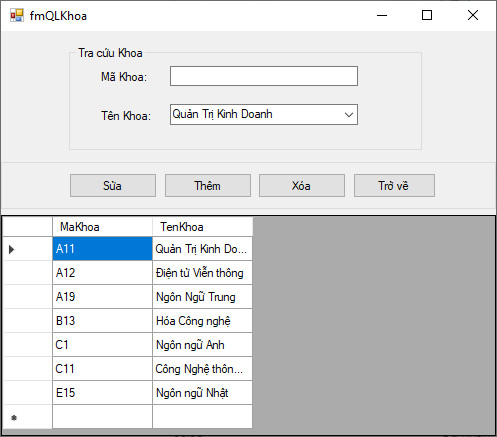 fmQLKhoa
Tra cứu Khoa
Mã Khoa:
Tên Khoa: Quản Trị Kinh Doanh
Sửa Thêm Xóa Trở về
MaKhoa TenKhoa
A11 Quản Trị Kinh Do...
A12 Điện tử Viễn thông
A19 Ngôn Ngữ Trung
B13 Hóa Công nghệ
C1 Ngôn ngữ Anh
C11 Công Nghệ thôn...
E15 Ngôn ngữ Nhật